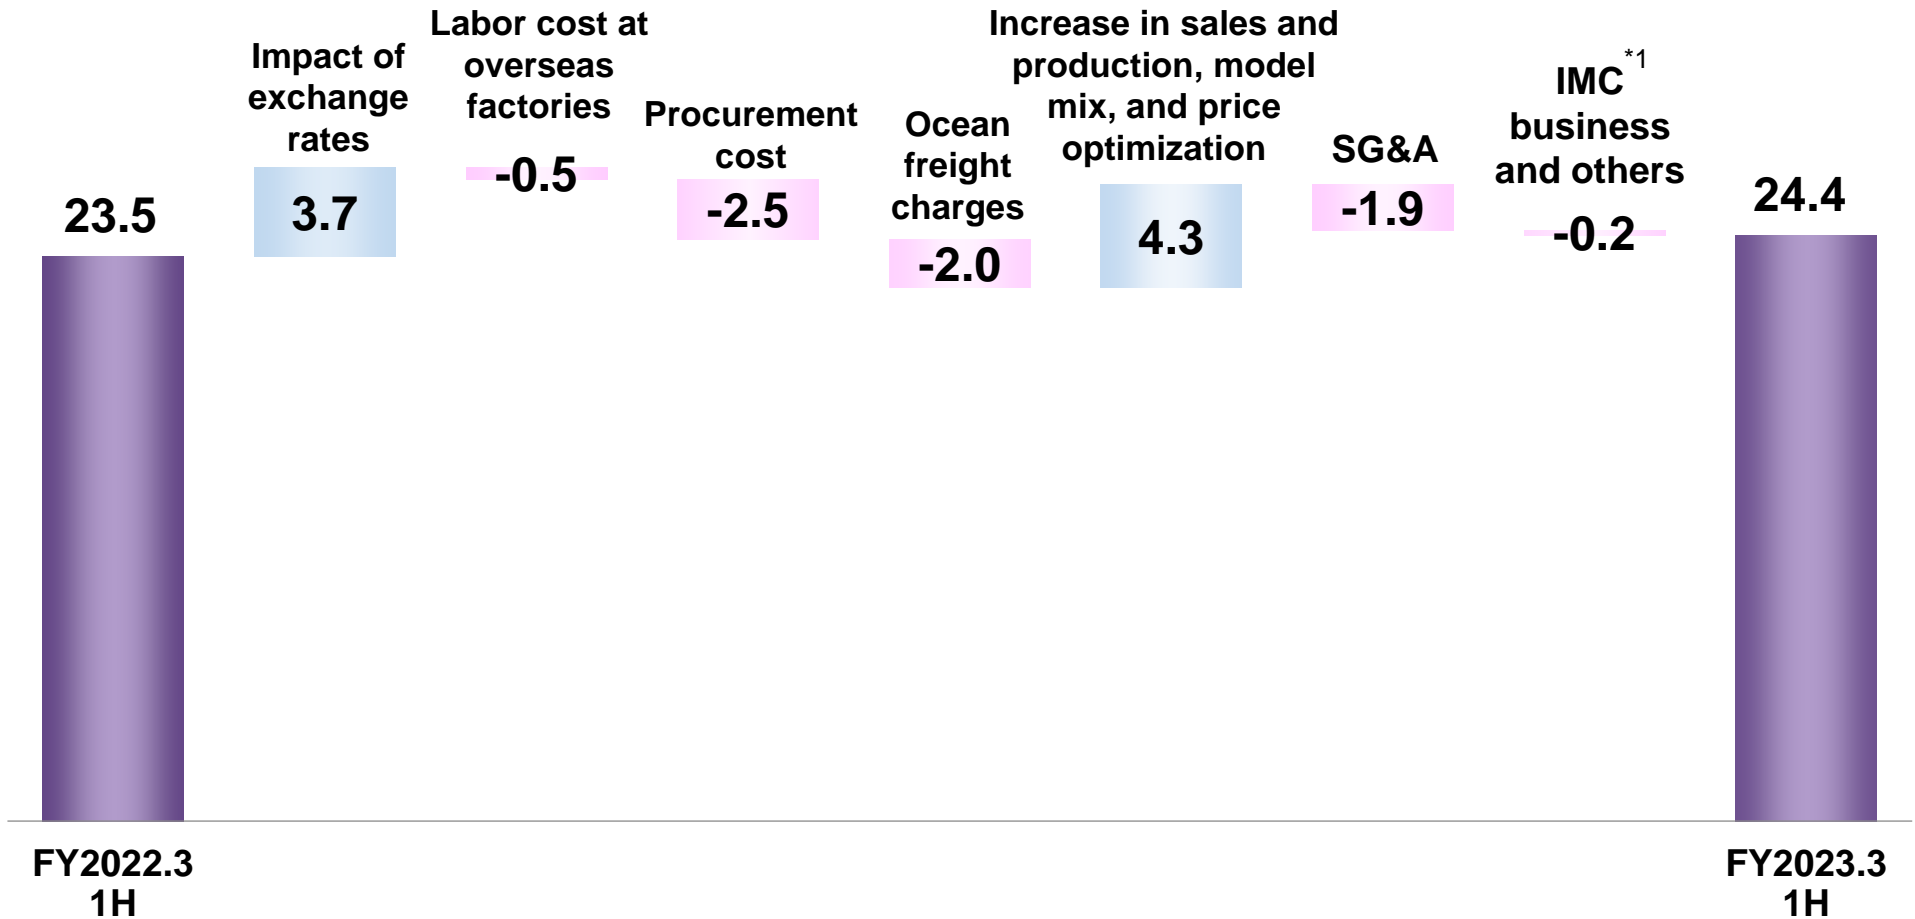 23.5
Impact of
exchange
rates
3.7
Labor cost at
overseas
factories
-0.5
Procurement
cost
-2.5
Ocean
freight
charges
-2.0
Increase in sales and
production, model
mix, and price
optimization
4.3
SG&A
-1.9
IMC*1
business
and others
-0.2
24.4
FY2022.3
1H
FY2023.3
1H